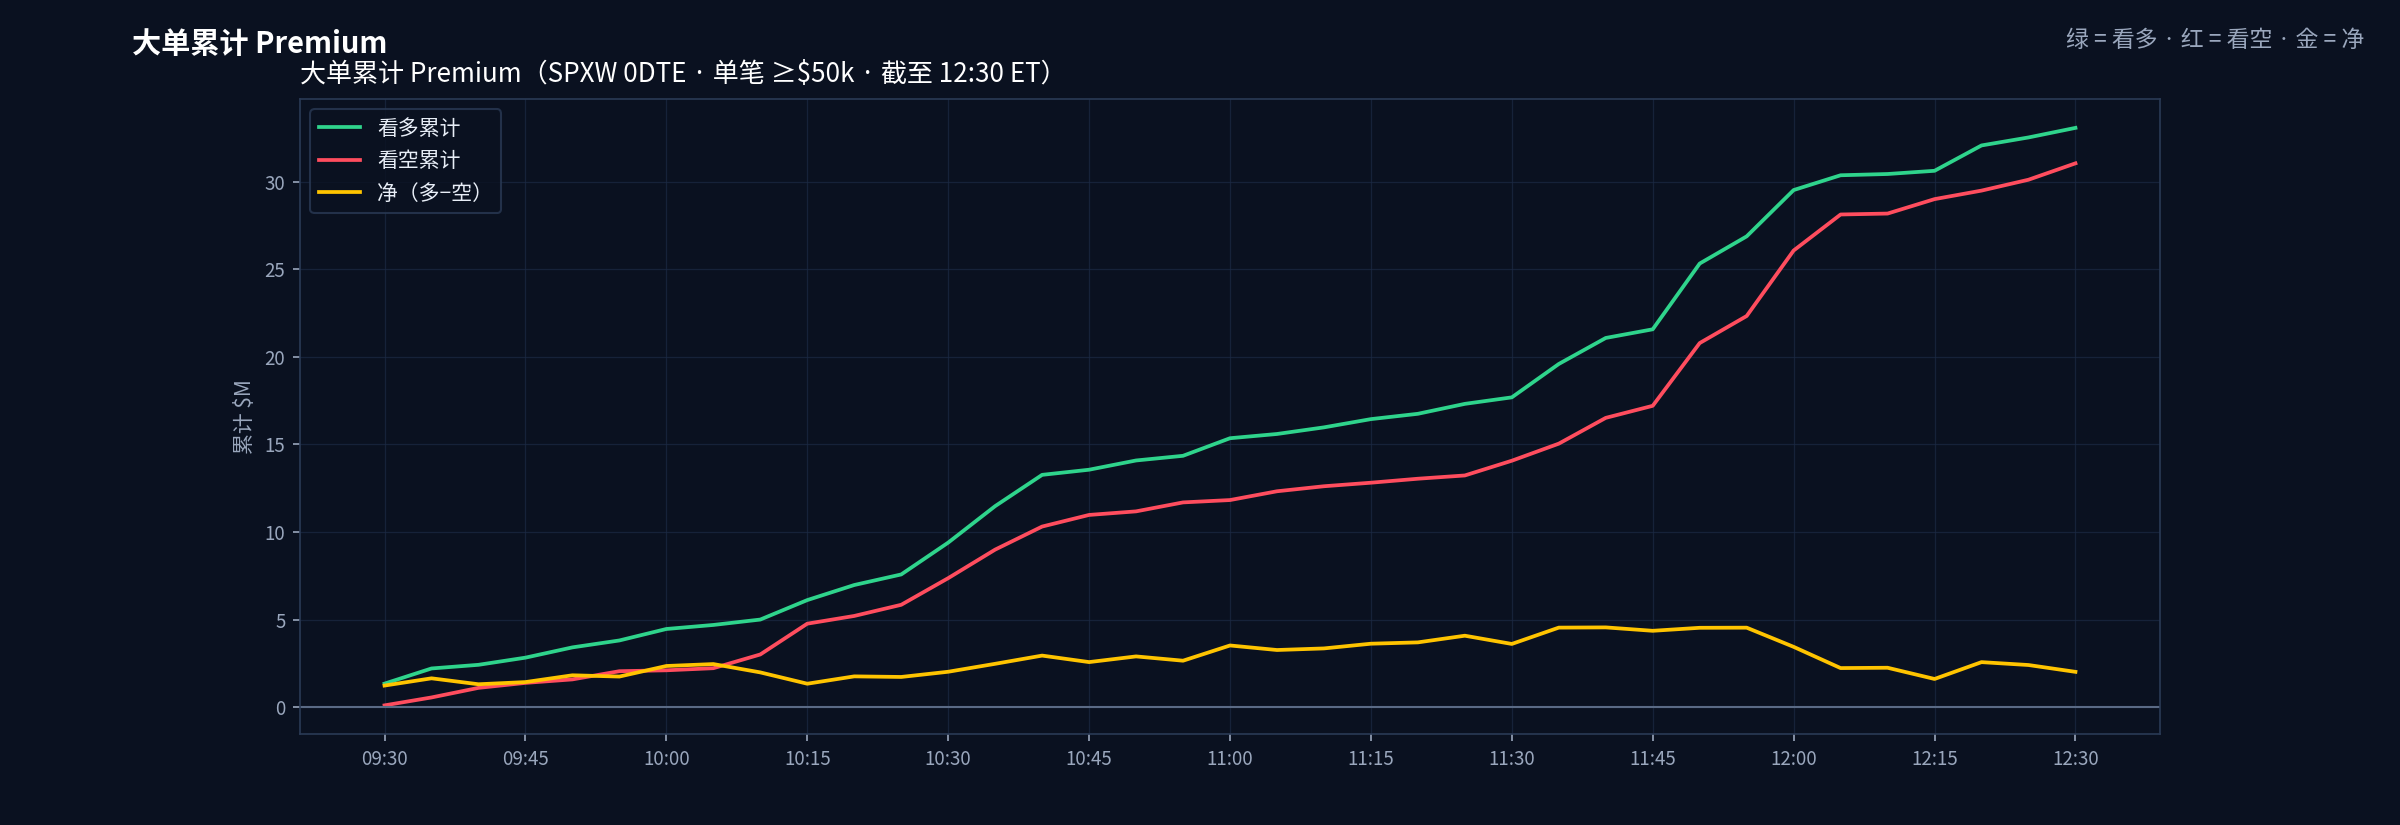 大单累计 Premium
绿 = 看多 · 红 = 看空 · 金 = 净
大单累计 Premium（SPXW 0DTE · 单笔 ≥$50k · 截至 12:30 ET）
看多累计
看空累计
净（多−空）
累计 $M
30
25
20
15
10
5
0
09:30 09:45 10:00 10:15 10:30 10:45 11:00 11:15 11:30 11:45 12:00 12:15 12:30